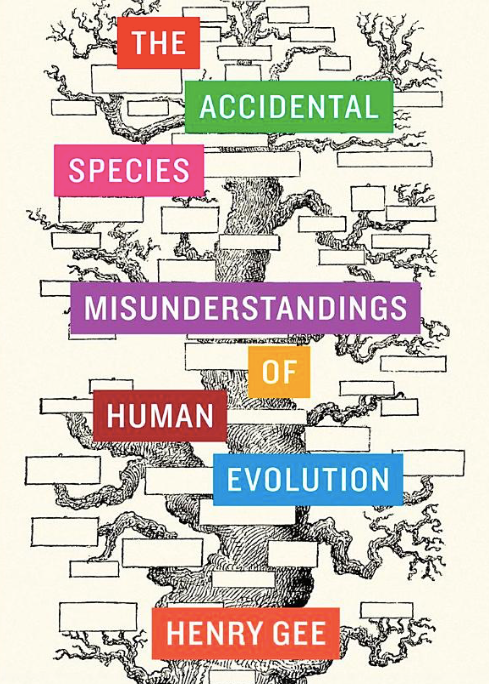 THE
ACCIDENTAL
SPECIES
MISUNDERSTANDINGS
OF
HUMAN
EVOLUTION
HENRY GEE